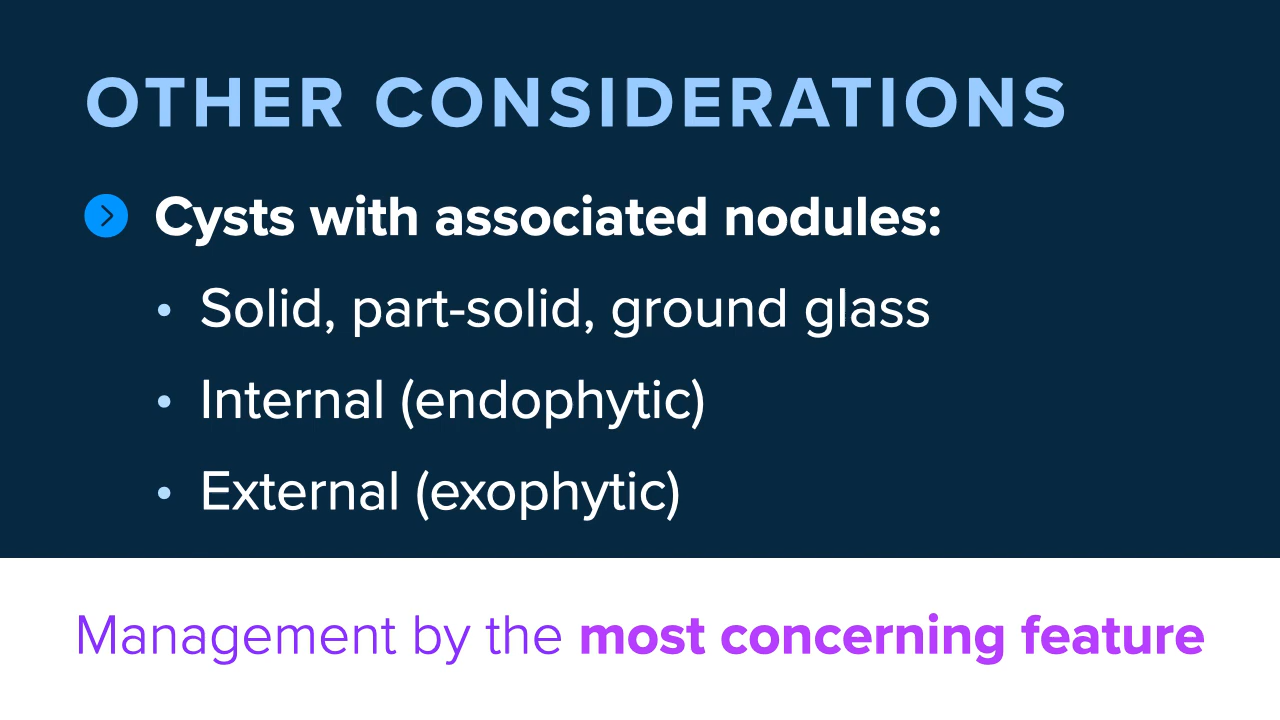 OTHER CONSIDERATIONS
Cysts with associated nodules:
• Solid, part-solid, ground glass
• Internal (endophytic)
• External (exophytic)
Management by the most concerning feature